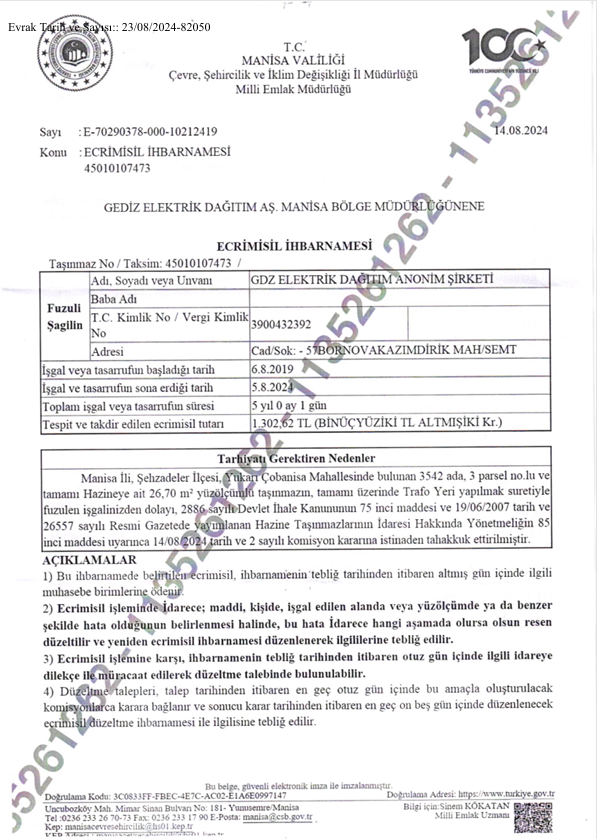 Evrak Tarih ve Sayısı:: 23/08/2024-82050
T.C.
MANİSA VALİLİĞİ
Çevre, Şehircilik ve İklim Değişikliği İl Müdürlüğü
Milli Emlak Müdürlüğü
100
TÜRKİYE CUMHURİYETİ'NİN YÜZÜNCÜ YILI
Sayı : E-70290378-000-10212419
14.08.2024
Konu : ECRİMİSİL İHBARNAMESİ
45010107473
GEDİZ ELEKTRİK DAĞITIM AŞ. MANİSA BÖLGE MÜDÜRLÜĞÜNENE
ECRİMİSİL İHBARNAMESİ
Taşınmaz No / Taksim: 45010107473 /
Fuzuli Şagilin
Adı, Soyadı veya Unvanı GDZ ELEKTRİK DAĞITIM ANONİM ŞİRKETİ
Baba Adı
T.C. Kimlik No / Vergi Kimlik No 3900432392
Adresi Cad/Sok: - 57BORNOVAKAZIMDİRİK MAH/SEMT
İşgal veya tasarrufun başladığı tarih 6.8.2019
İşgal ve tasarrufun sona erdiği tarih 5.8.2024
Toplam işgal veya tasarrufun süresi 5 yıl 0 ay 1 gün
Tespit ve takdir edilen ecrimisil tutarı 1.302,62 TL (BİNÜÇYÜZİKİ TL ALTMIŞİKİ Kr.)
Tarhiyatı Gerektiren Nedenler
Manisa İli, Şehzadeler İlçesi, Yukarı Çobanisa Mahallesinde bulunan 3542 ada, 3 parsel no.lu ve
tamamı Hazineye ait 26,70 m² yüzölçümlü taşınmazın, tamamı üzerinde Trafo Yeri yapılmak suretiyle
fuzulen işgalinizden dolayı, 2886 sayılı Devlet İhale Kanununun 75 inci maddesi ve 19/06/2007 tarih ve
26557 sayılı Resmi Gazetede yayımlanan Hazine Taşınmazlarının İdaresi Hakkında Yönetmeliğin 85
inci maddesi uyarınca 14/08/2024 tarih ve 2 sayılı komisyon kararına istinaden tahakkuk ettirilmiştir.
AÇIKLAMALAR
1) Bu ihbarnamede belirtilen ecrimisil, ihbarnamenin tebliğ tarihinden itibaren altmış gün içinde ilgili
muhasebe birimlerine ödenir.
2) Ecrimisil işleminde İdarece; maddi, kişide, işgal edilen alanda veya yüzölçümde ya da benzer
şekilde hata olduğunun belirlenmesi halinde, bu hata İdarece hangi aşamada olursa olsun resen
düzeltilir ve yeniden ecrimisil ihbarnamesi düzenlenerek ilgililerine tebliğ edilir.
3) Ecrimisil işlemine karşı, ihbarnamenin tebliğ tarihinden itibaren otuz gün içinde ilgili idareye
dilekçe ile müracaat edilerek düzeltme talebinde bulunulabilir.
4) Düzeltme talepleri, talep tarihinden itibaren en geç otuz gün içinde bu amaçla oluşturulacak
komisyonlarca karara bağlanır ve sonucu karar tarihinden itibaren en geç on beş gün içinde düzenlenecek
ecrimisil düzeltme ihbarnamesi ile ilgilisine tebliğ edilir.
Bu belge, güvenli elektronik imza ile imzalanmıştır.
Doğrulama Kodu: 3C0833FF-FBEC-4E7C-AC02-E1A6E0997147 Doğrulama Adresi: https://www.turkiye.gov.tr
Uncubozköy Mah. Mimar Sinan Bulvarı No: 181- Yunusemre/Manisa
Tel :0236 233 26 70-73 Fax: 0236 233 17 90 E-Posta: manisa@csb.gov.tr
Kep: manisacevresehircilik@hs01.kep.tr
Bilgi için:Sinem KÖKATAN
Milli Emlak Uzmanı
1135261262 - 1135261262 - 1135261262